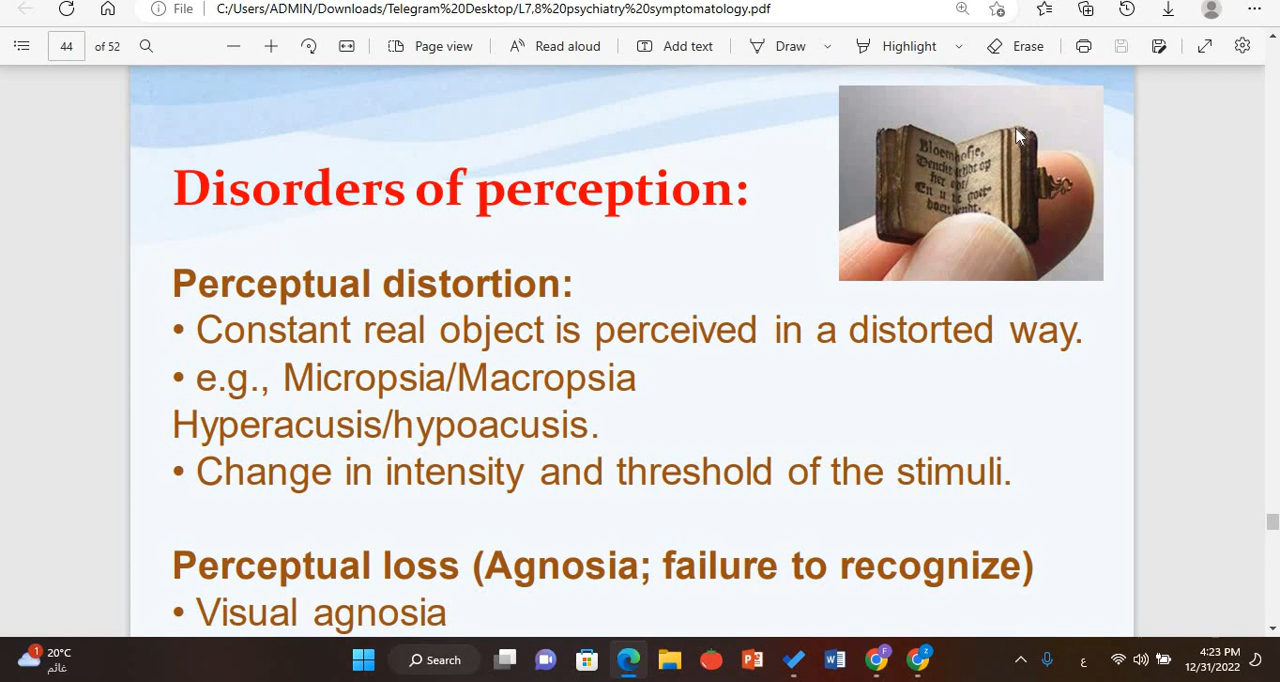 File
C:/Users/ADMIN/Downloads/Telegram%20Desktop/L7,8%20psychiatry%20symptomatology.pdf
44 of 52 Page view Read aloud Add text Draw Highlight Erase
Bloemhofje,
Disorders of perception:
Perceptual distortion:
• Constant real object is perceived in a distorted way.
• e.g., Micropsia/Macropsia
Hyperacusis/hypoacusis.
• Change in intensity and threshold of the stimuli.
Perceptual loss (Agnosia; failure to recognize)
• Visual agnosia
1 20°C
غائم
Search
F
z
ع
4:23 PM
12/31/2022